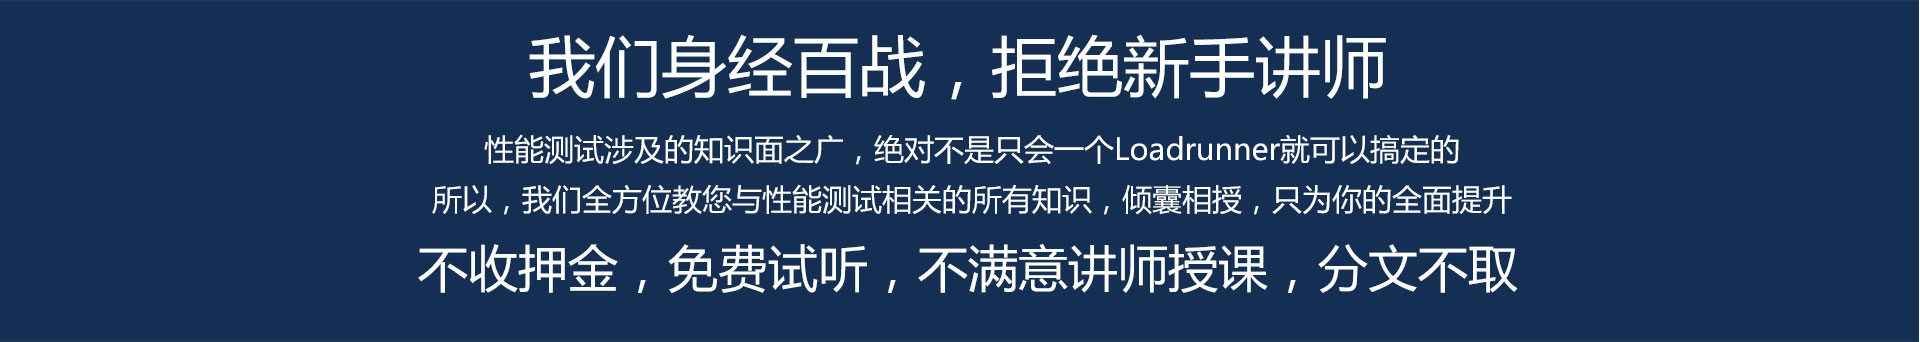 我们身经百战，拒绝新手讲师
性能测试涉及的知识面之广，绝对不是只会一个Loadrunner就可以搞定的
所以，我们全方位教您与性能测试相关的所有知识，倾囊相授，只为你的全面提升
不收押金，免费试听，不满意讲师授课，分文不取